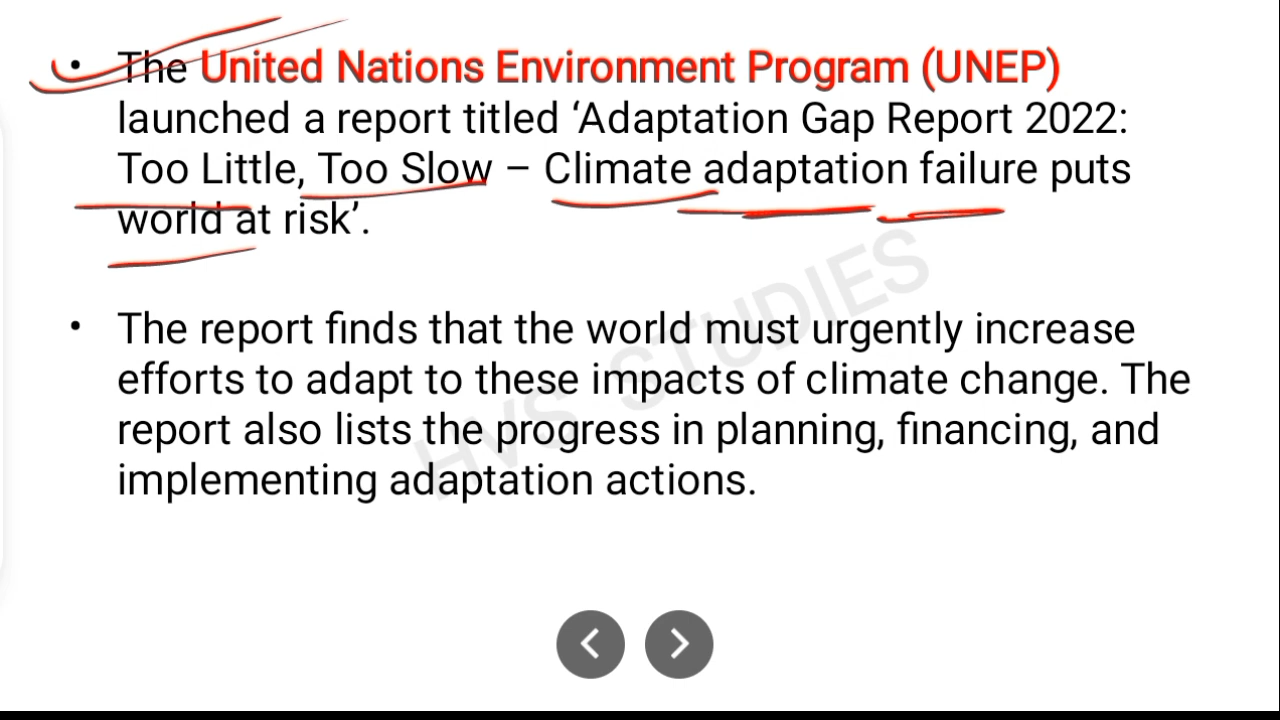 • The United Nations Environment Program (UNEP)
launched a report titled ‘Adaptation Gap Report 2022:
Too Little, Too Slow – Climate adaptation failure puts
world at risk’.
• The report finds that the world must urgently increase
efforts to adapt to these impacts of climate change. The
report also lists the progress in planning, financing, and
implementing adaptation actions.
HVS STUDIES